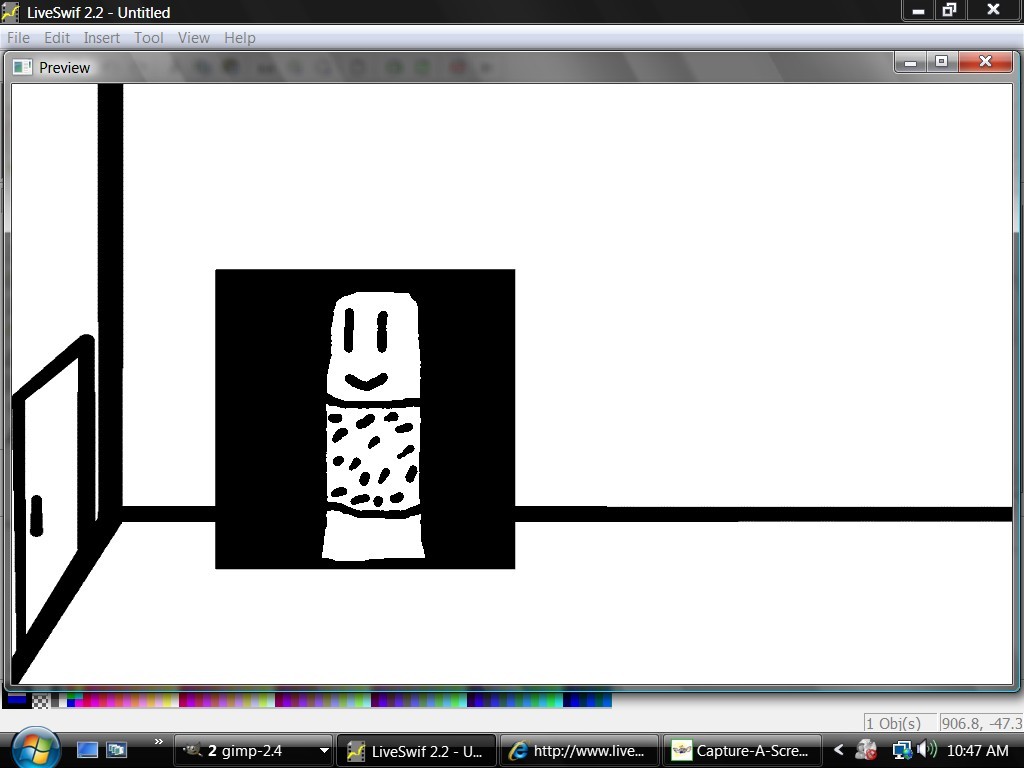 LiveSwif 2.2 - Untitled
File Edit Insert Tool View Help
Preview
1 Obj(s) 906.8, -47.3
» 2 gimp-2.4 LiveSwif 2.2 - U... http://www.live... Capture-A-Scre... < 10:47 AM